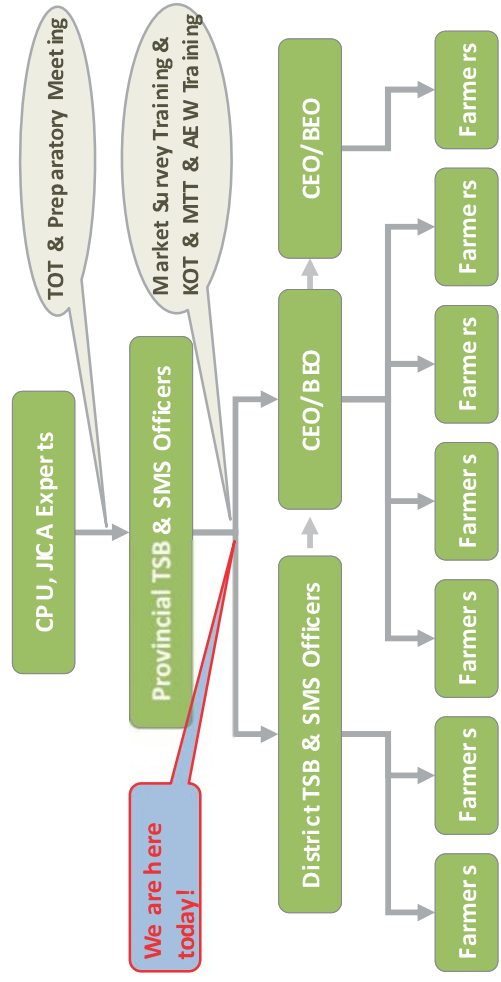 TOT & Preparatory Meeting
Market Survey Training &
KOT & MTT & AEW Training
CPU, JICA Experts
Provincial TSB & SMS Officers
We are here
today!
District TSB & SMS Officers
CEO/BEO
CEO/BEO
Farmers
Farmers
Farmers
Farmers
Farmers
Farmers
Farmers